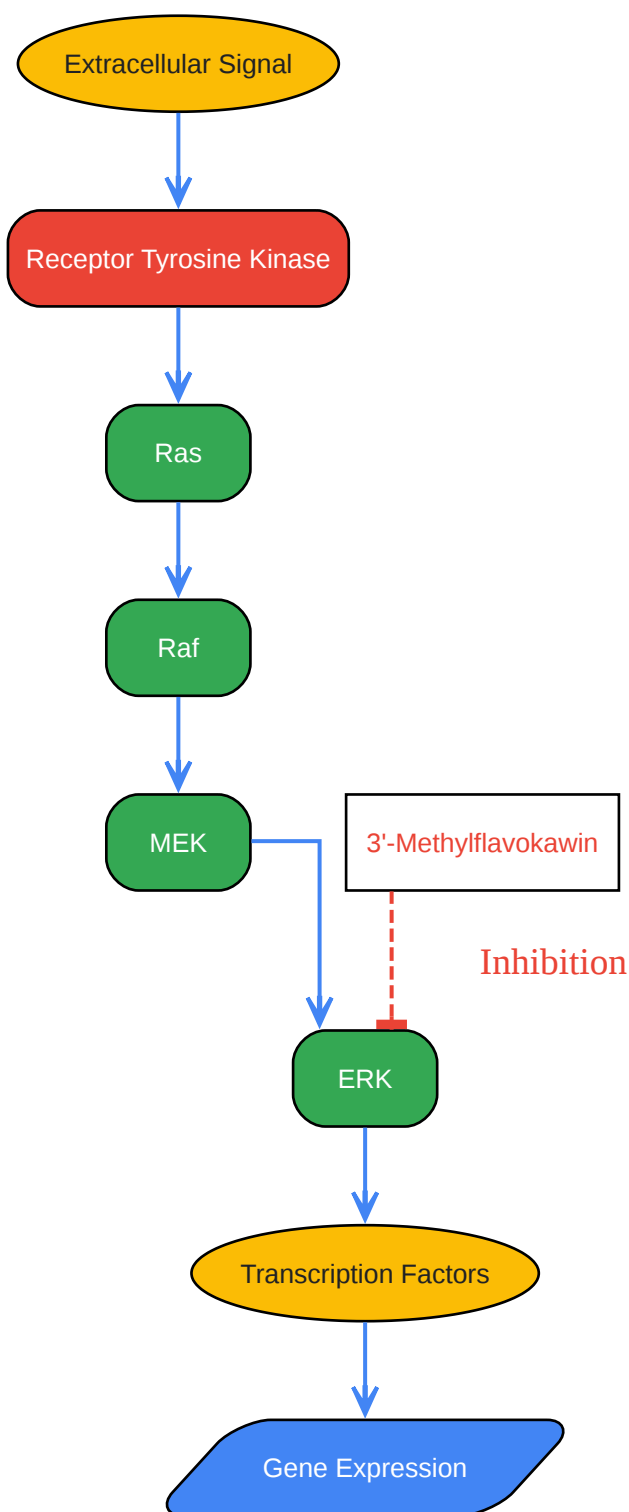 Extracellular Signal
Receptor Tyrosine Kinase
Ras
Raf
MEK
3'-Methylflavokawin
Inhibition
ERK
Transcription Factors
Gene Expression